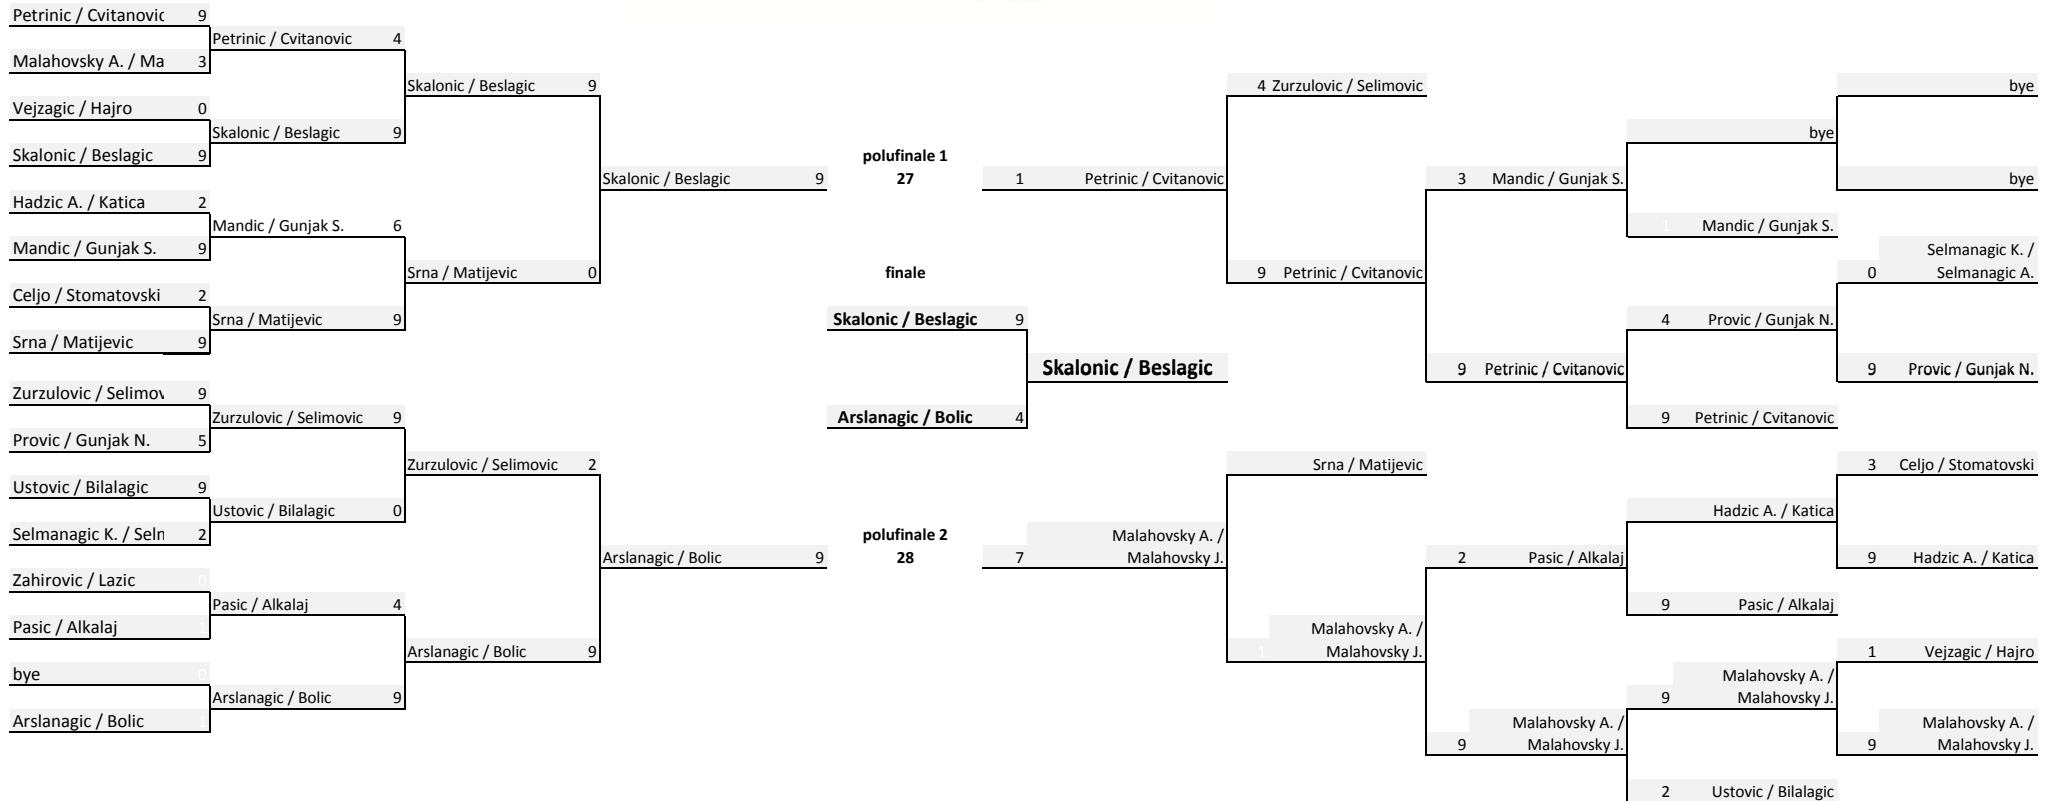 Petrinic / Cvitanovic 9
Malahovsky A. / Ma 3
Vejzagic / Hajro 0
Skalonic / Beslagic 9
Hadzic A. / Katica 2
Mandic / Gunjak S. 9
Celjo / Stomatovski 2
Srna / Matijevic 9
Zurzulovic / Selimov 9
Provic / Gunjak N. 5
Ustovic / Bilalagic 9
Selmanagic K. / Seln 2
Zahirovic / Lazic 0
Pasic / Alkalaj 1
bye 0
Arslanagic / Bolic 1
Petrinic / Cvitanovic 4
Skalonic / Beslagic 9
Mandic / Gunjak S. 6
Srna / Matijevic 9
Zurzulovic / Selimovic 9
Ustovic / Bilalagic 0
Pasic / Alkalaj 4
Arslanagic / Bolic 9
Skalonic / Beslagic 9
Srna / Matijevic 0
Zurzulovic / Selimovic 2
Arslanagic / Bolic 9
Skalonic / Beslagic 9
Arslanagic / Bolic 9
polufinale 1
27
finale
Skalonic / Beslagic 9
Arslanagic / Bolic 4
Skalonic / Beslagic
polufinale 2
28
1 Petrinic / Cvitanovic
7 Malahovsky A. /
Malahovsky J.
4 Zurzulovic / Selimovic
9 Petrinic / Cvitanovic
Srna / Matijevic
Malahovsky A. /
1 Malahovsky J.
3 Mandic / Gunjak S.
9 Petrinic / Cvitanovic
2 Pasic / Alkalaj
Malahovsky A. /
9 Malahovsky J.
bye
1 Mandic / Gunjak S.
4 Provic / Gunjak N.
9 Petrinic / Cvitanovic
Hadzic A. / Katica
9 Pasic / Alkalaj
Malahovsky A. /
9 Malahovsky J.
2 Ustovic / Bilalagic
bye
bye
Selmanagic K. /
0 Selmanagic A.
9 Provic / Gunjak N.
3 Celjo / Stomatovski
9 Hadzic A. / Katica
1 Vejzagic / Hajro
Malahovsky A. /
9 Malahovsky J.